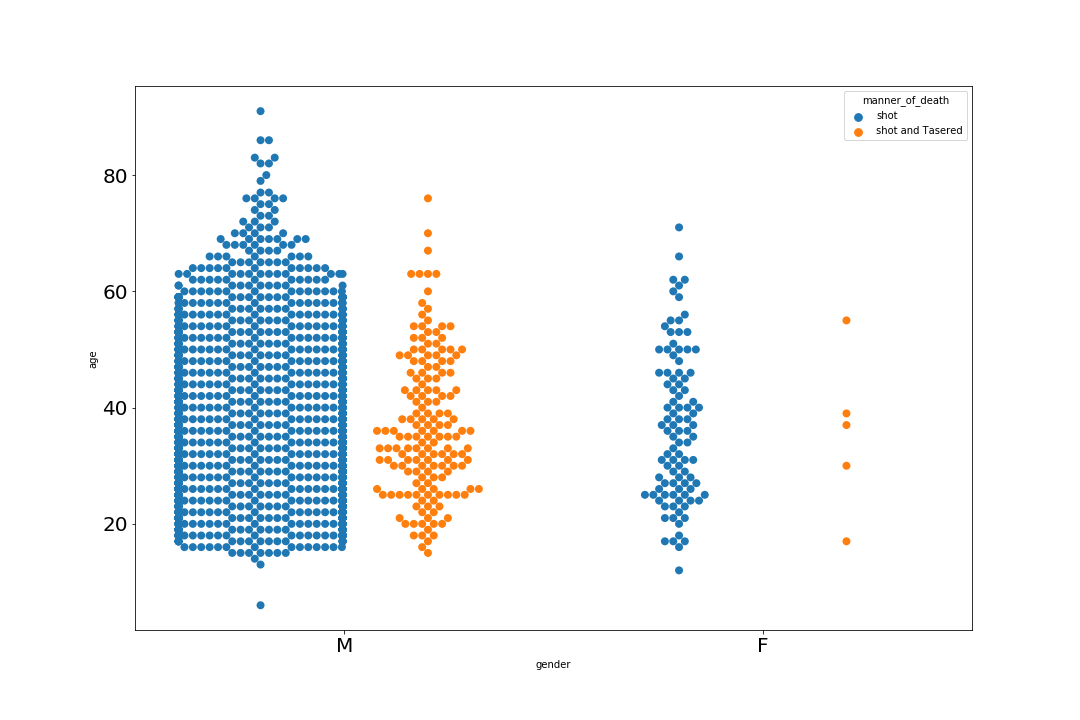 manner_of_death
shot
shot and Tasered
80
60
40
20
age
M
F
gender